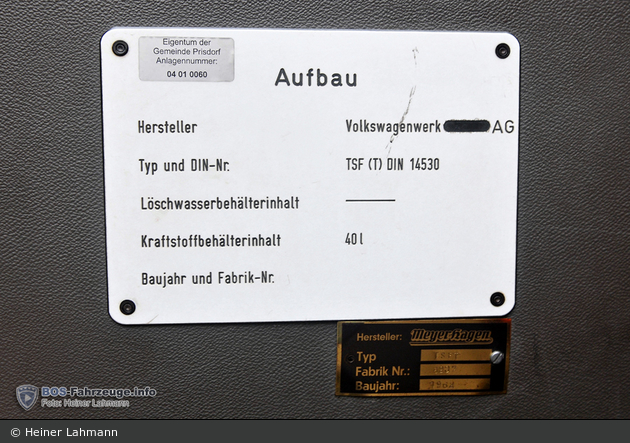 Eigentum der
Gemeinde Prisdorf
Anlagennummer:
04 01 0060
Aufbau
Hersteller Volkswagenwerk AG
Typ und DIN-Nr. TSF (T) DIN 14530
Löschwasserbehälterinhalt
Kraftstoffbehälterinhalt 40 l
Baujahr und Fabrik-Nr.
Hersteller: Meyer-Hagen
Typ
Fabrik Nr.:
Baujahr:
BOS-Fahrzeuge.info
Foto: Heiner Lahmann
© Heiner Lahmann